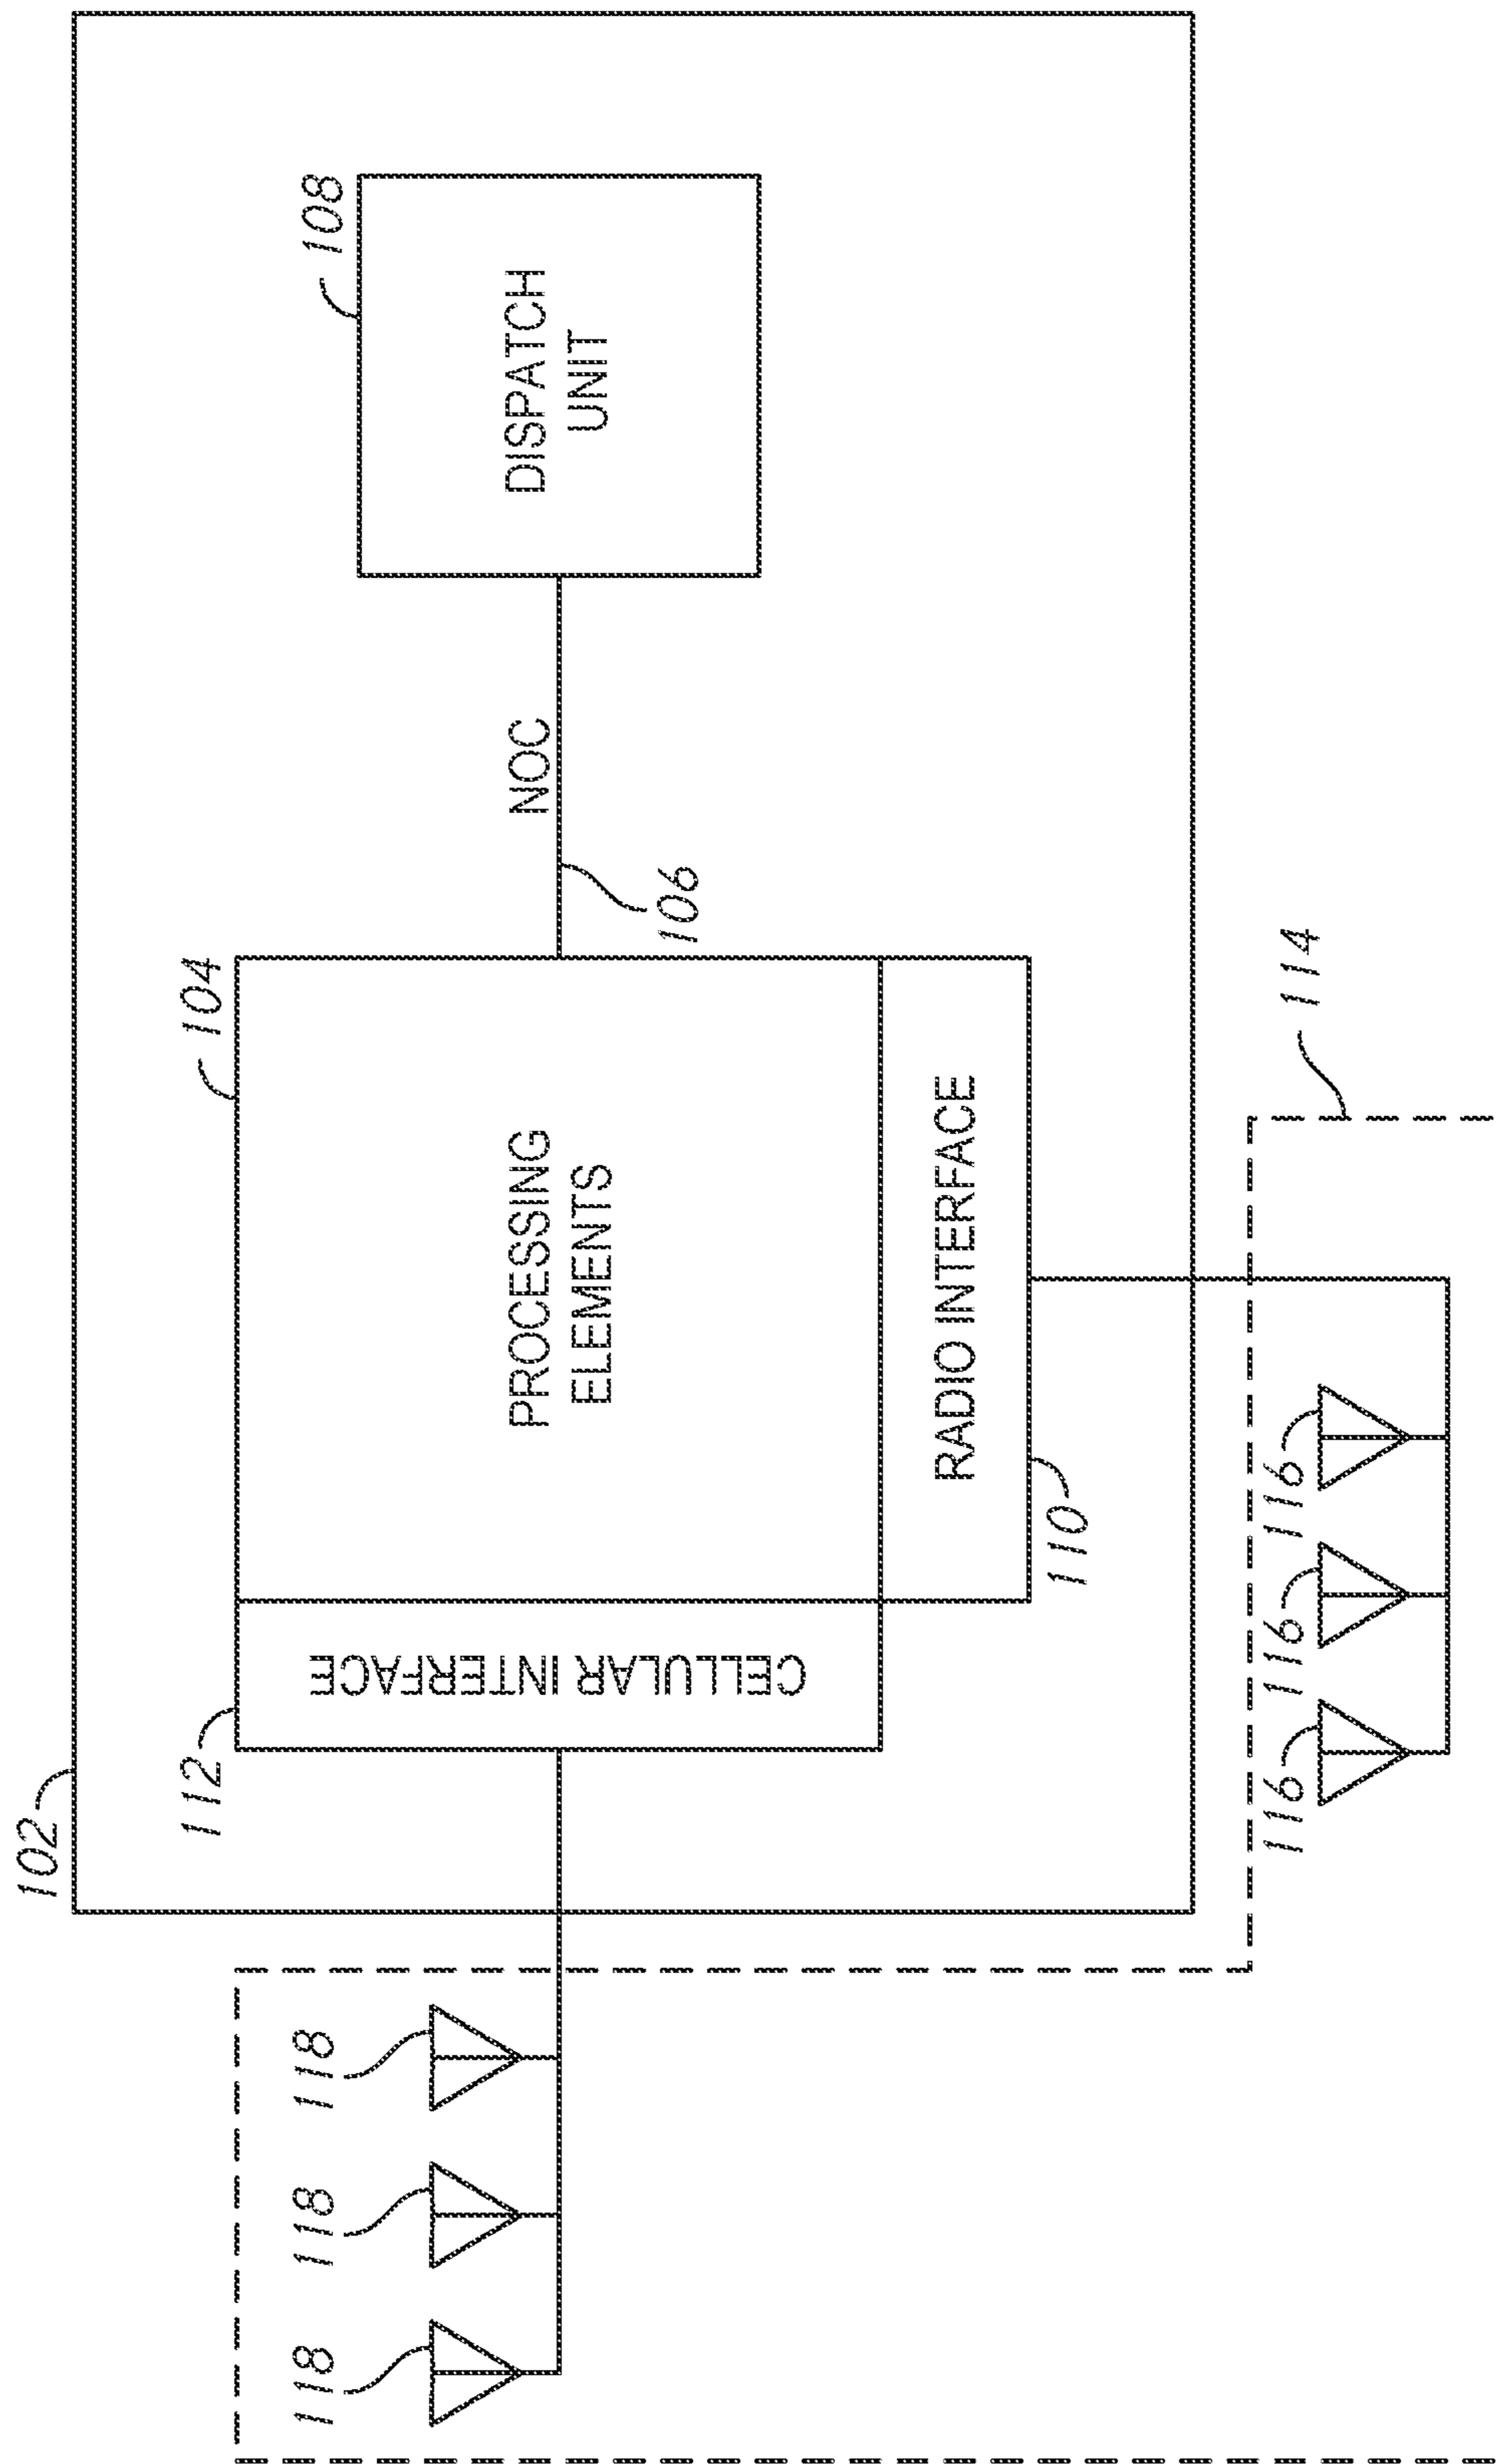 102
112
104
118
118
118
108
CELLULAR INTERFACE
PROCESSING
ELEMENTS
NOC
DISPATCH
UNIT
106
RADIO INTERFACE
110
116
116
116
114